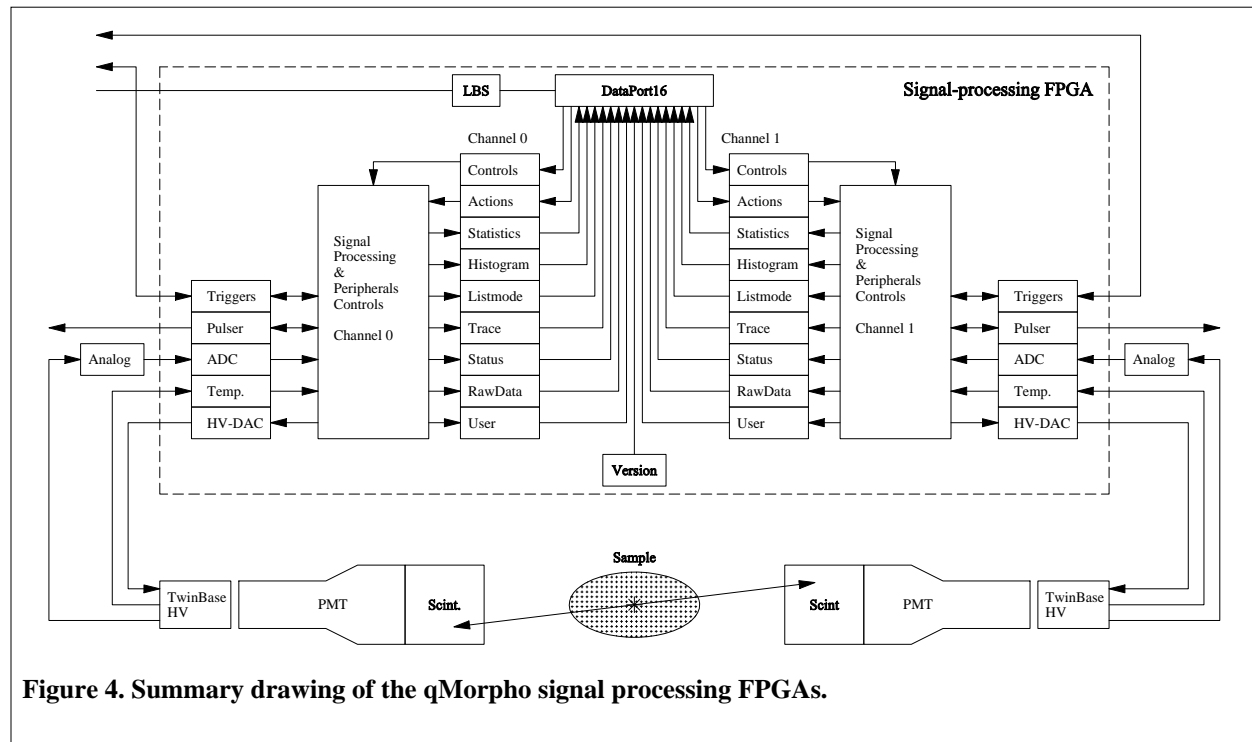 Signal-processing FPGA
LBS
DataPort16
Channel 0
Channel 1
Controls
Actions
Statistics
Histogram
Listmode
Trace
Status
RawData
User
Signal
Processing
&
Peripherals
Controls
Channel 0
Triggers
Pulser
ADC
Temp.
HV-DAC
Analog
Controls
Actions
Statistics
Histogram
Listmode
Trace
Status
RawData
User
Signal
Processing
&
Peripherals
Controls
Channel 1
Triggers
Pulser
ADC
Temp.
HV-DAC
Analog
Version
Sample
TwinBase
HV
PMT
Scint.
Scint
PMT
TwinBase
HV
Figure 4. Summary drawing of the qMorpho signal processing FPGAs.